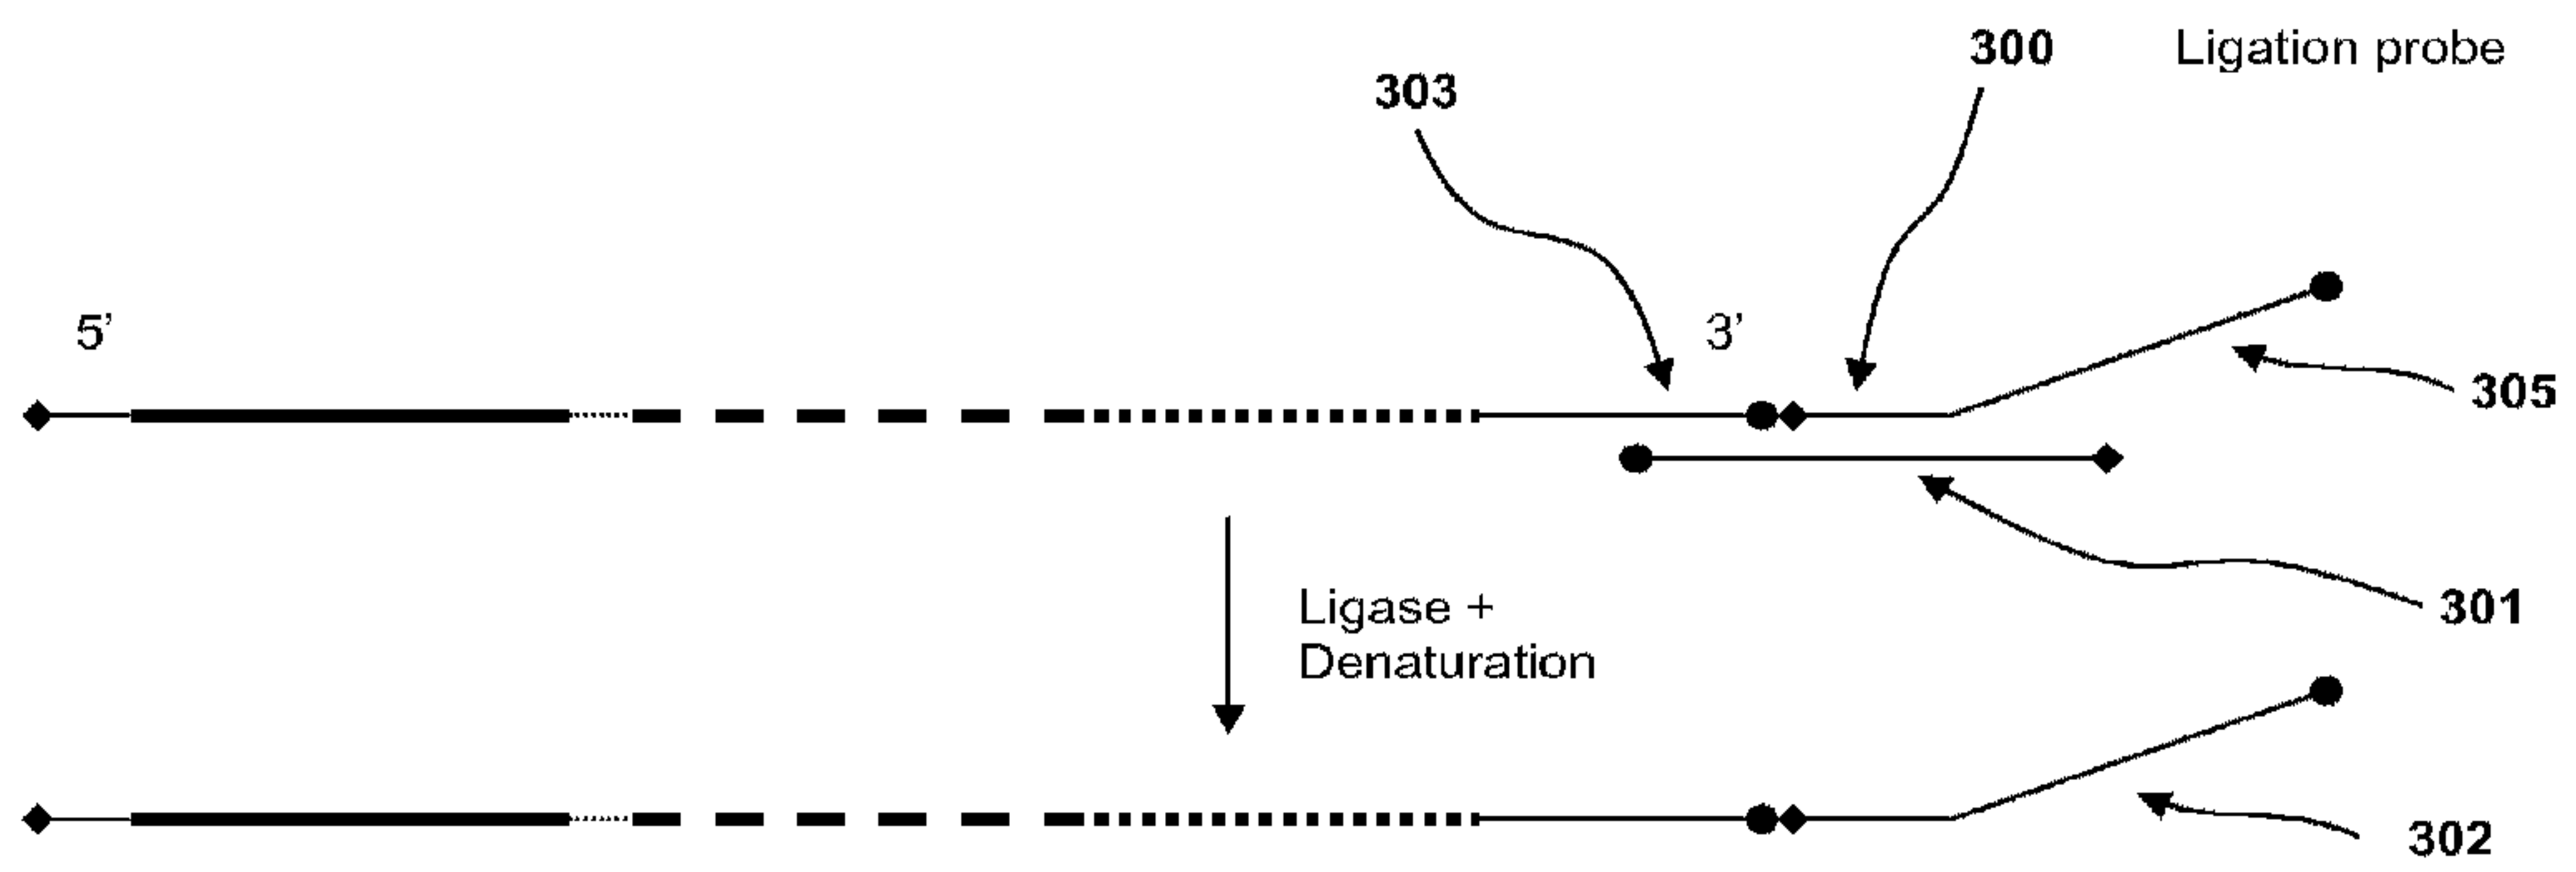 300 Ligation probe
303
5’
3’
305
301
Ligase +
Denaturation
302